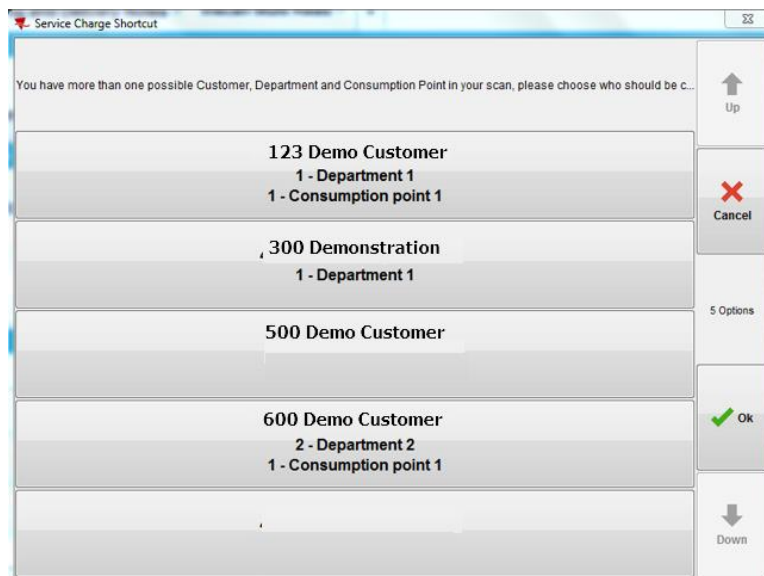 Service Charge Shortcut
You have more than one possible Customer, Department and Consumption Point in your scan, please choose who should be c...
Up
123 Demo Customer
1 - Department 1
1 - Consumption point 1
Cancel
300 Demonstration
1 - Department 1
5 Options
500 Demo Customer
600 Demo Customer
2 - Department 2
1 - Consumption point 1
Ok
Down